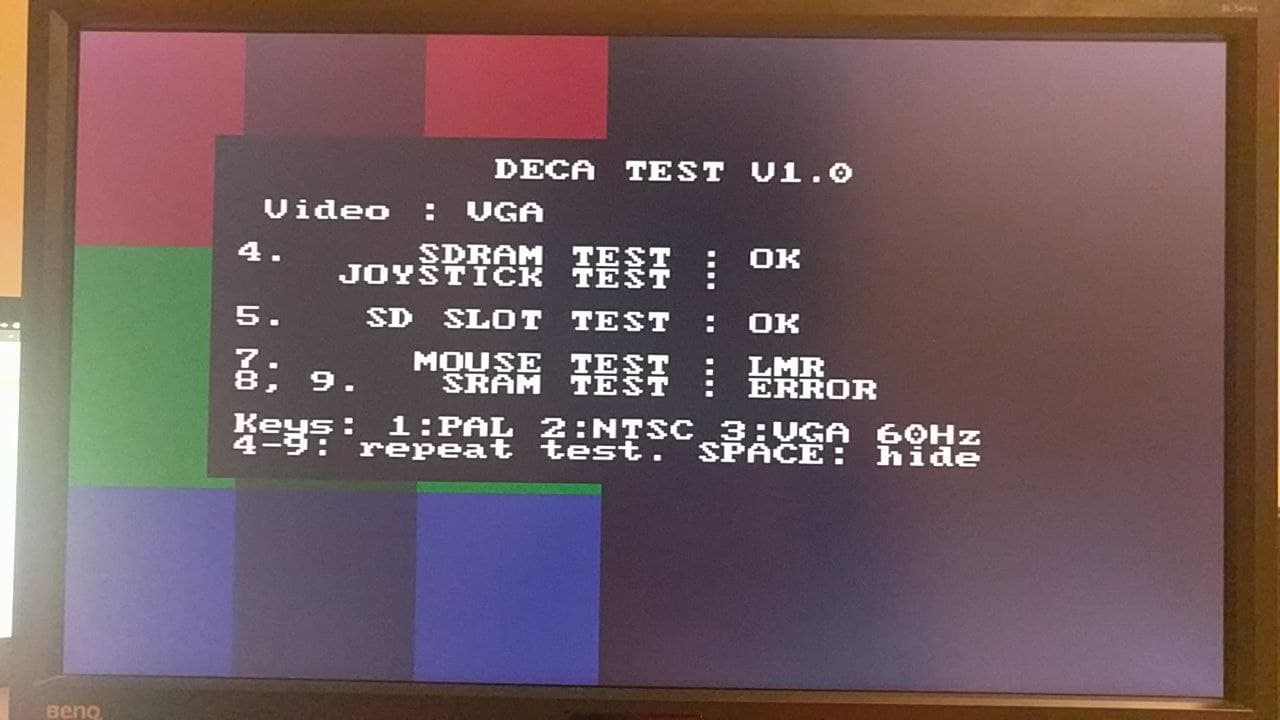 DECA TEST V1.0
Video : VGA
4. SDRAM TEST : OK
JOYSTICK TEST :
5. SD SLOT TEST : OK
7. MOUSE TEST : LMR
8, 9. SRAM TEST : ERROR
Keys: 1:PAL 2:NTSC 3:VGA 60Hz
4-9: repeat test. SPACE: hide
BenQ